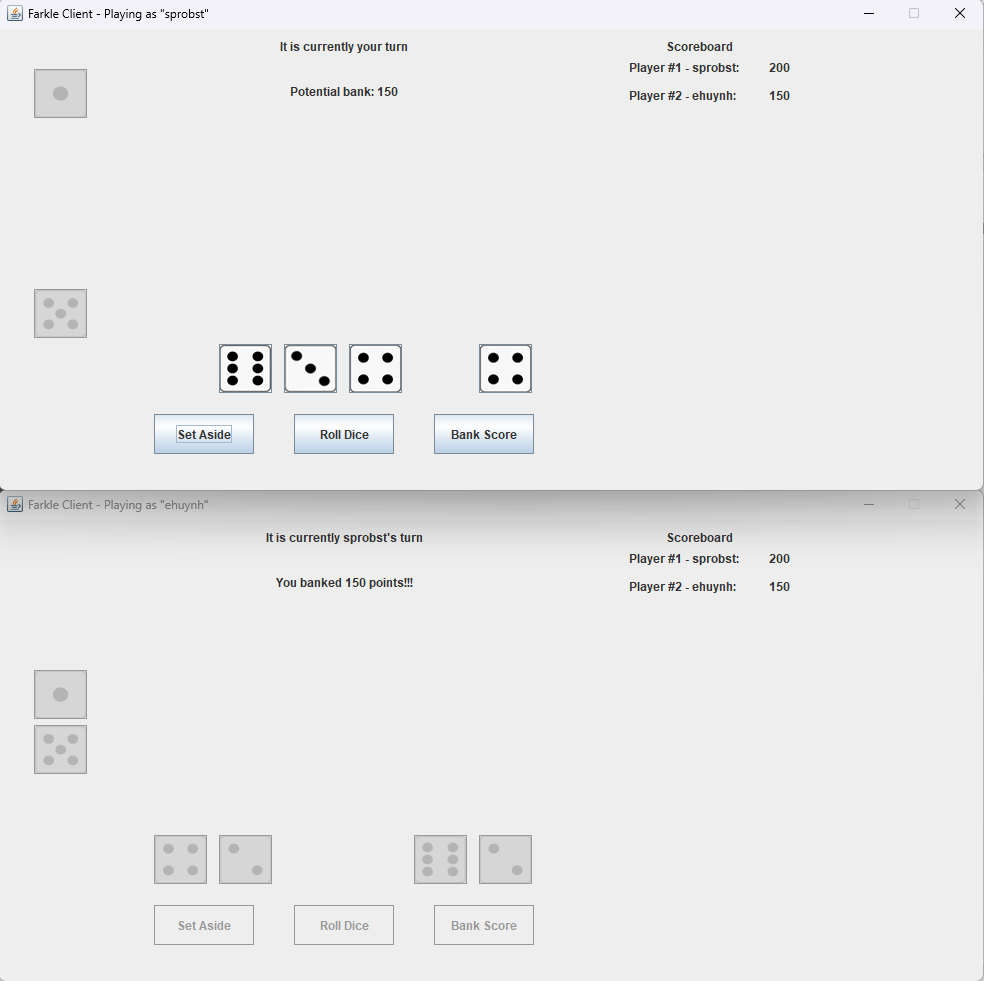 Farkle Client - Playing as "sprobst"
It is currently your turn
Scoreboard
Player #1 - sprobst: 200
Potential bank: 150
Player #2 - ehuynh: 150
Set Aside
Roll Dice
Bank Score
Farkle Client - Playing as "ehuynh"
It is currently sprobst's turn
Scoreboard
Player #1 - sprobst: 200
You banked 150 points!!!
Player #2 - ehuynh: 150
Set Aside
Roll Dice
Bank Score